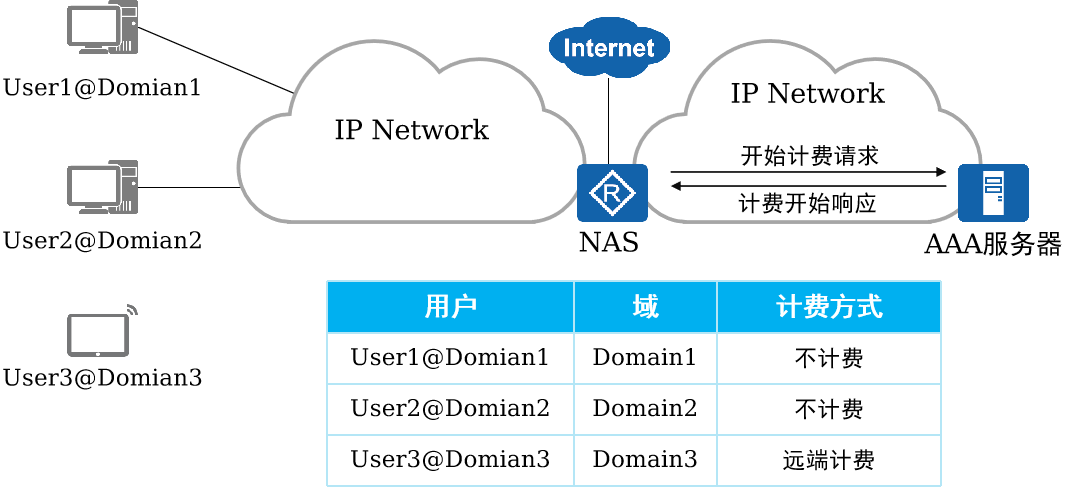 User1@Domian1
IP Network
Internet
IP Network
开始计费请求
计费开始响应
User2@Domian2
NAS
AAA服务器
User3@Domian3
用户 域 计费方式
User1@Domian1 Domain1 不计费
User2@Domian2 Domain2 不计费
User3@Domian3 Domain3 远端计费
R